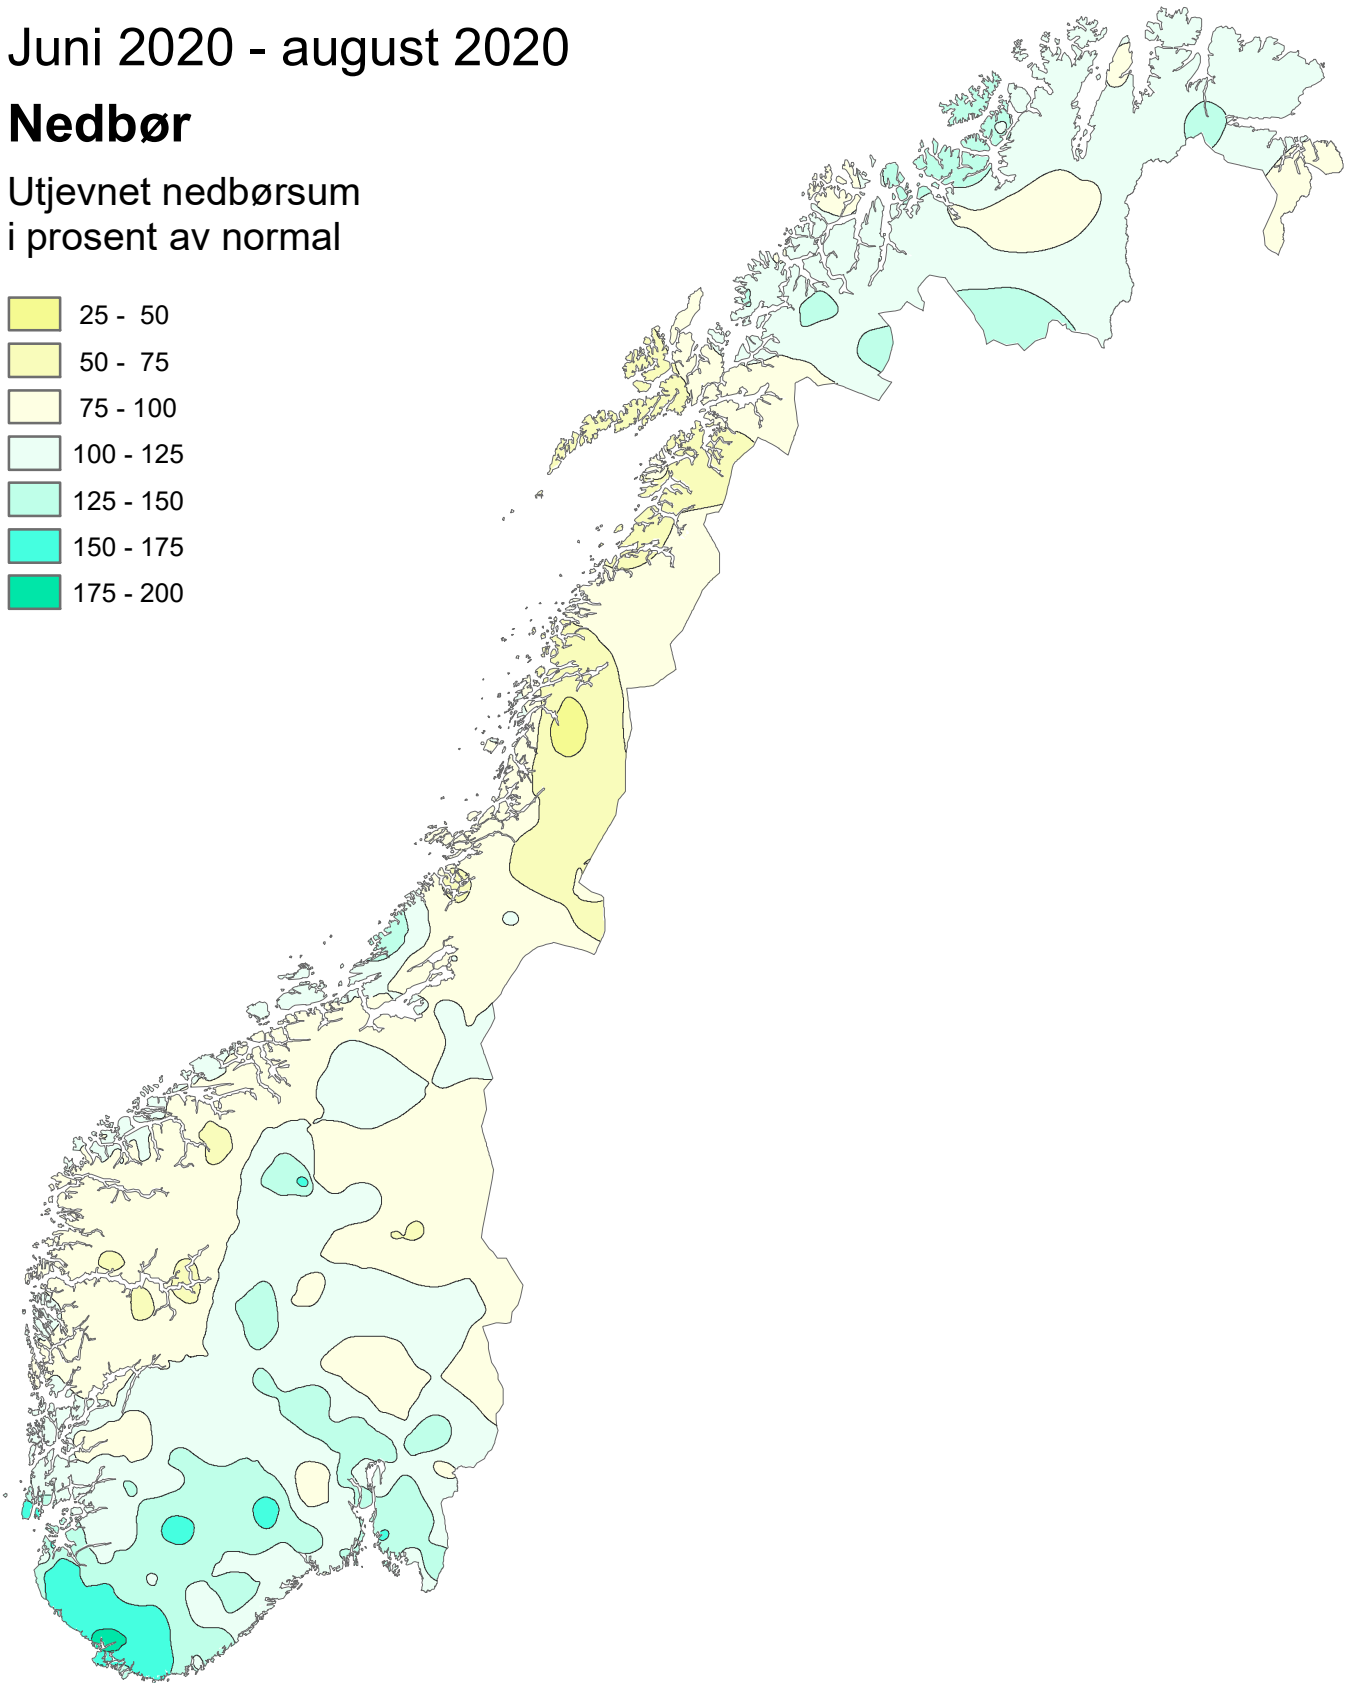 Juni 2020 - august 2020
Nedbør
Utjevnet nedbørsum
i prosent av normal
25 - 50
50 - 75
75 - 100
100 - 125
125 - 150
150 - 175
175 - 200